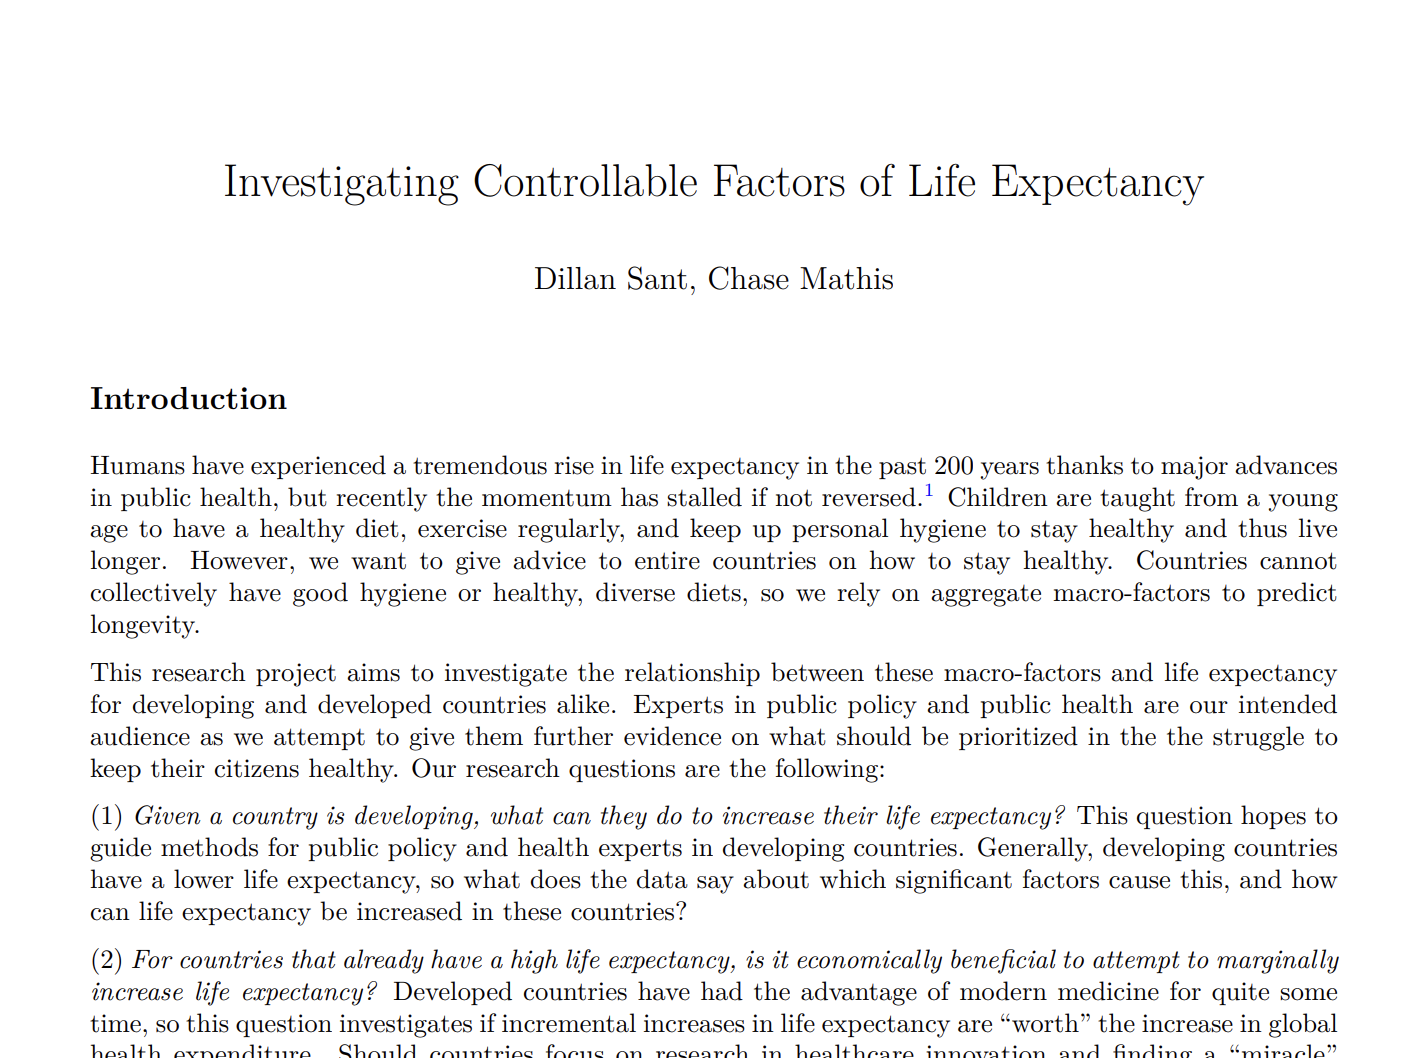 Investigating Controllable Factors of Life Expectancy
Dillan Sant, Chase Mathis
Introduction
Humans have experienced a tremendous rise in life expectancy in the past 200 years thanks to major advances
in public health, but recently the momentum has stalled if not reversed.1 Children are taught from a young
age to have a healthy diet, exercise regularly, and keep up personal hygiene to stay healthy and thus live
longer. However, we want to give advice to entire countries on how to stay healthy. Countries cannot
collectively have good hygiene or healthy, diverse diets, so we rely on aggregate macro-factors to predict
longevity.
This research project aims to investigate the relationship between these macro-factors and life expectancy
for developing and developed countries alike. Experts in public policy and public health are our intended
audience as we attempt to give them further evidence on what should be prioritized in the the struggle to
keep their citizens healthy. Our research questions are the following:
(1) Given a country is developing, what can they do to increase their life expectancy? This question hopes to
guide methods for public policy and health experts in developing countries. Generally, developing countries
have a lower life expectancy, so what does the data say about which significant factors cause this, and how
can life expectancy be increased in these countries?
(2) For countries that already have a high life expectancy, is it economically beneficial to attempt to marginally
increase life expectancy? Developed countries have had the advantage of modern medicine for quite some
time, so this question investigates if incremental increases in life expectancy are “worth” the increase in global
health expenditure. Should countries focus on research in healthcare innovation and finding a “miracle”